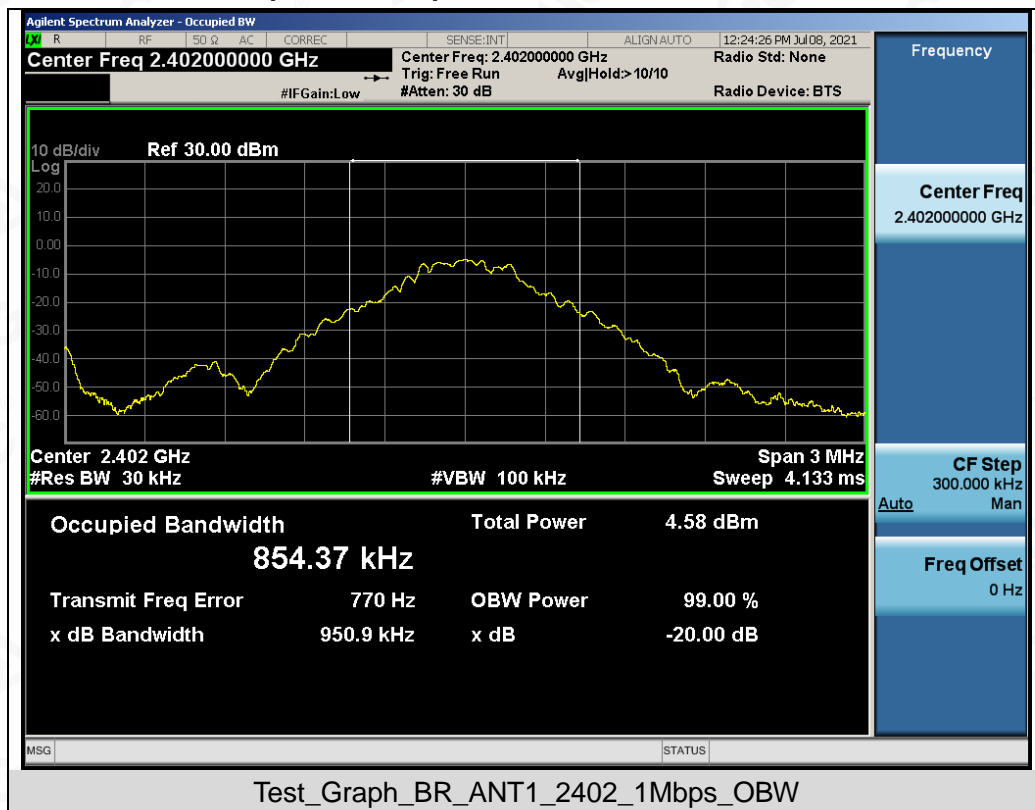 Agilent Spectrum Analyzer - Occupied BW
LXI R RF 50 Ω AC CORREC SENSE:INT ALIGN AUTO 12:24:26 PM Jul 08, 2021
Center Freq 2.402000000 GHz
Center Freq: 2.402000000 GHz Radio Std: None
Trig: Free Run Avg|Hold:>10/10
#IFGain:Low #Atten: 30 dB Radio Device: BTS
10 dB/div Ref 30.00 dBm
Log
20.0
10.0
0.00
-10.0
-20.0
-30.0
-40.0
-50.0
-60.0
Center 2.402 GHz Span 3 MHz
#Res BW 30 kHz #VBW 100 kHz Sweep 4.133 ms
Occupied Bandwidth Total Power 4.58 dBm
854.37 kHz
Transmit Freq Error 770 Hz OBW Power 99.00 %
x dB Bandwidth 950.9 kHz x dB -20.00 dB
MSG STATUS
Frequency
Center Freq
2.402000000 GHz
CF Step
300.000 kHz
Auto Man
Freq Offset
0 Hz
Test_Graph_BR_ANT1_2402_1Mbps_OBW